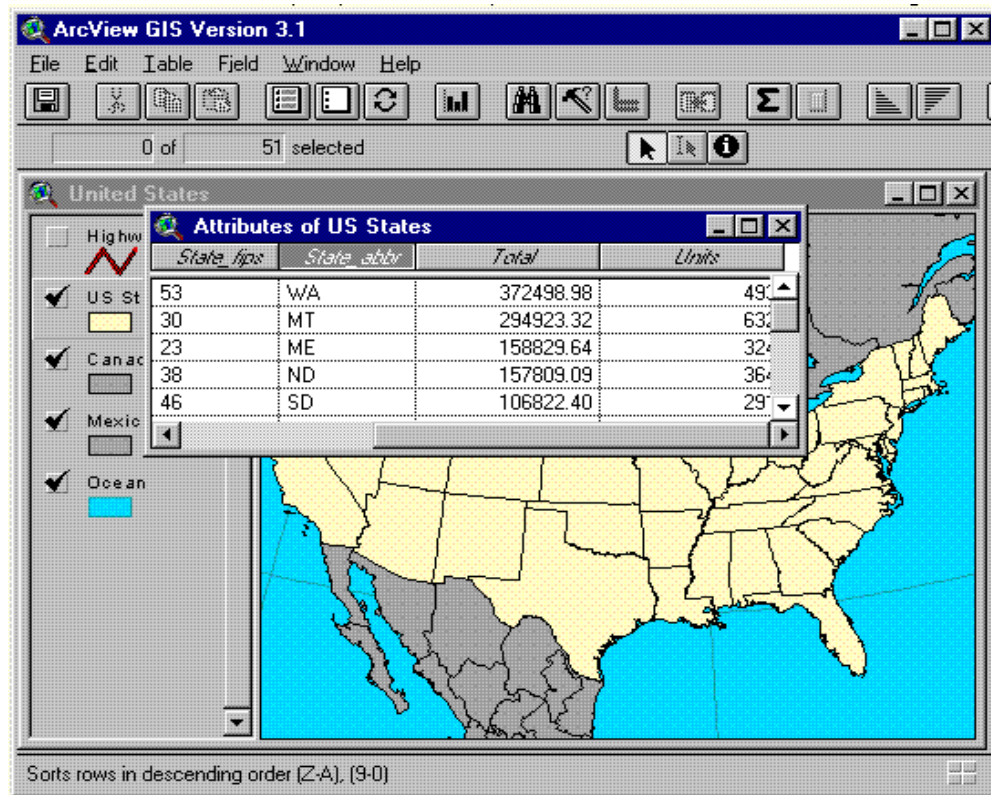 ArcView GIS Version 3.1
File Edit Table Field Window Help
0 of 51 selected
United States
Attributes of US States
State_fips State_abbr Total Units
53 WA 372498.98
30 MT 294923.32
23 ME 158829.64
38 ND 157809.09
46 SD 106822.40
Highw
US St
Canac
Mexic
Ocean
Sorts rows in descending order (Z-A), (9-0)